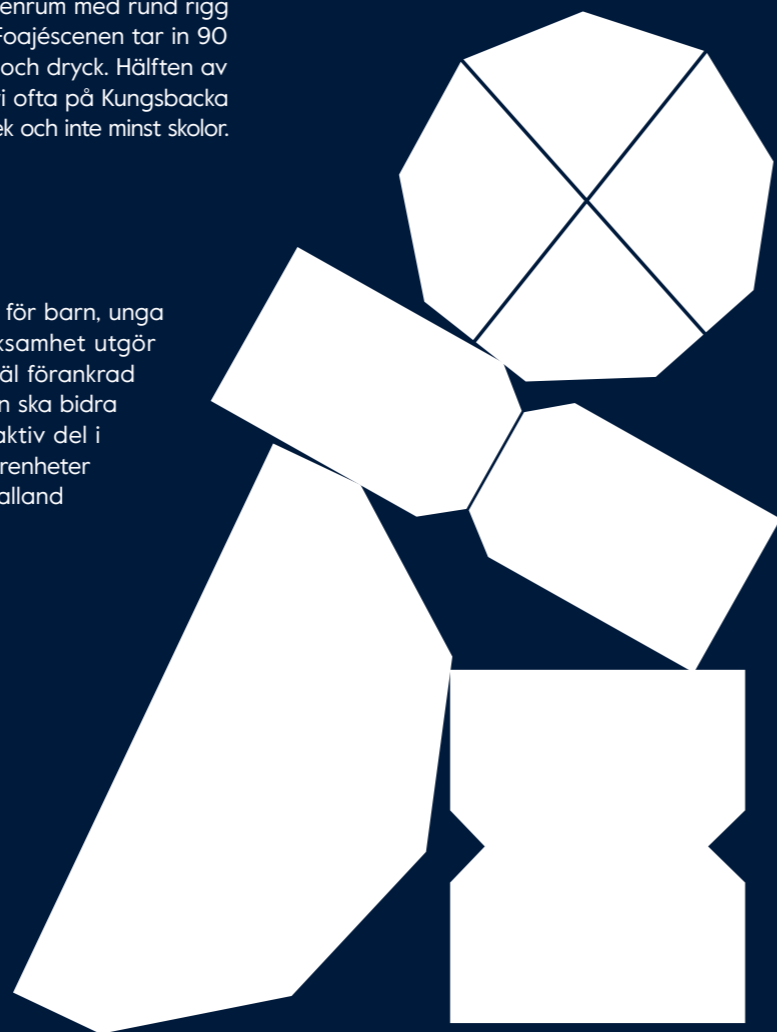 enrum med rund rigg
Foajéscenen tar in 90
och dryck. Hälften av
i ofta på Kungsbacka
ek och inte minst skolor.
för barn, unga
ksamhet utgör
äl förankrad
n ska bidra
aktiv del i
renheter
alland